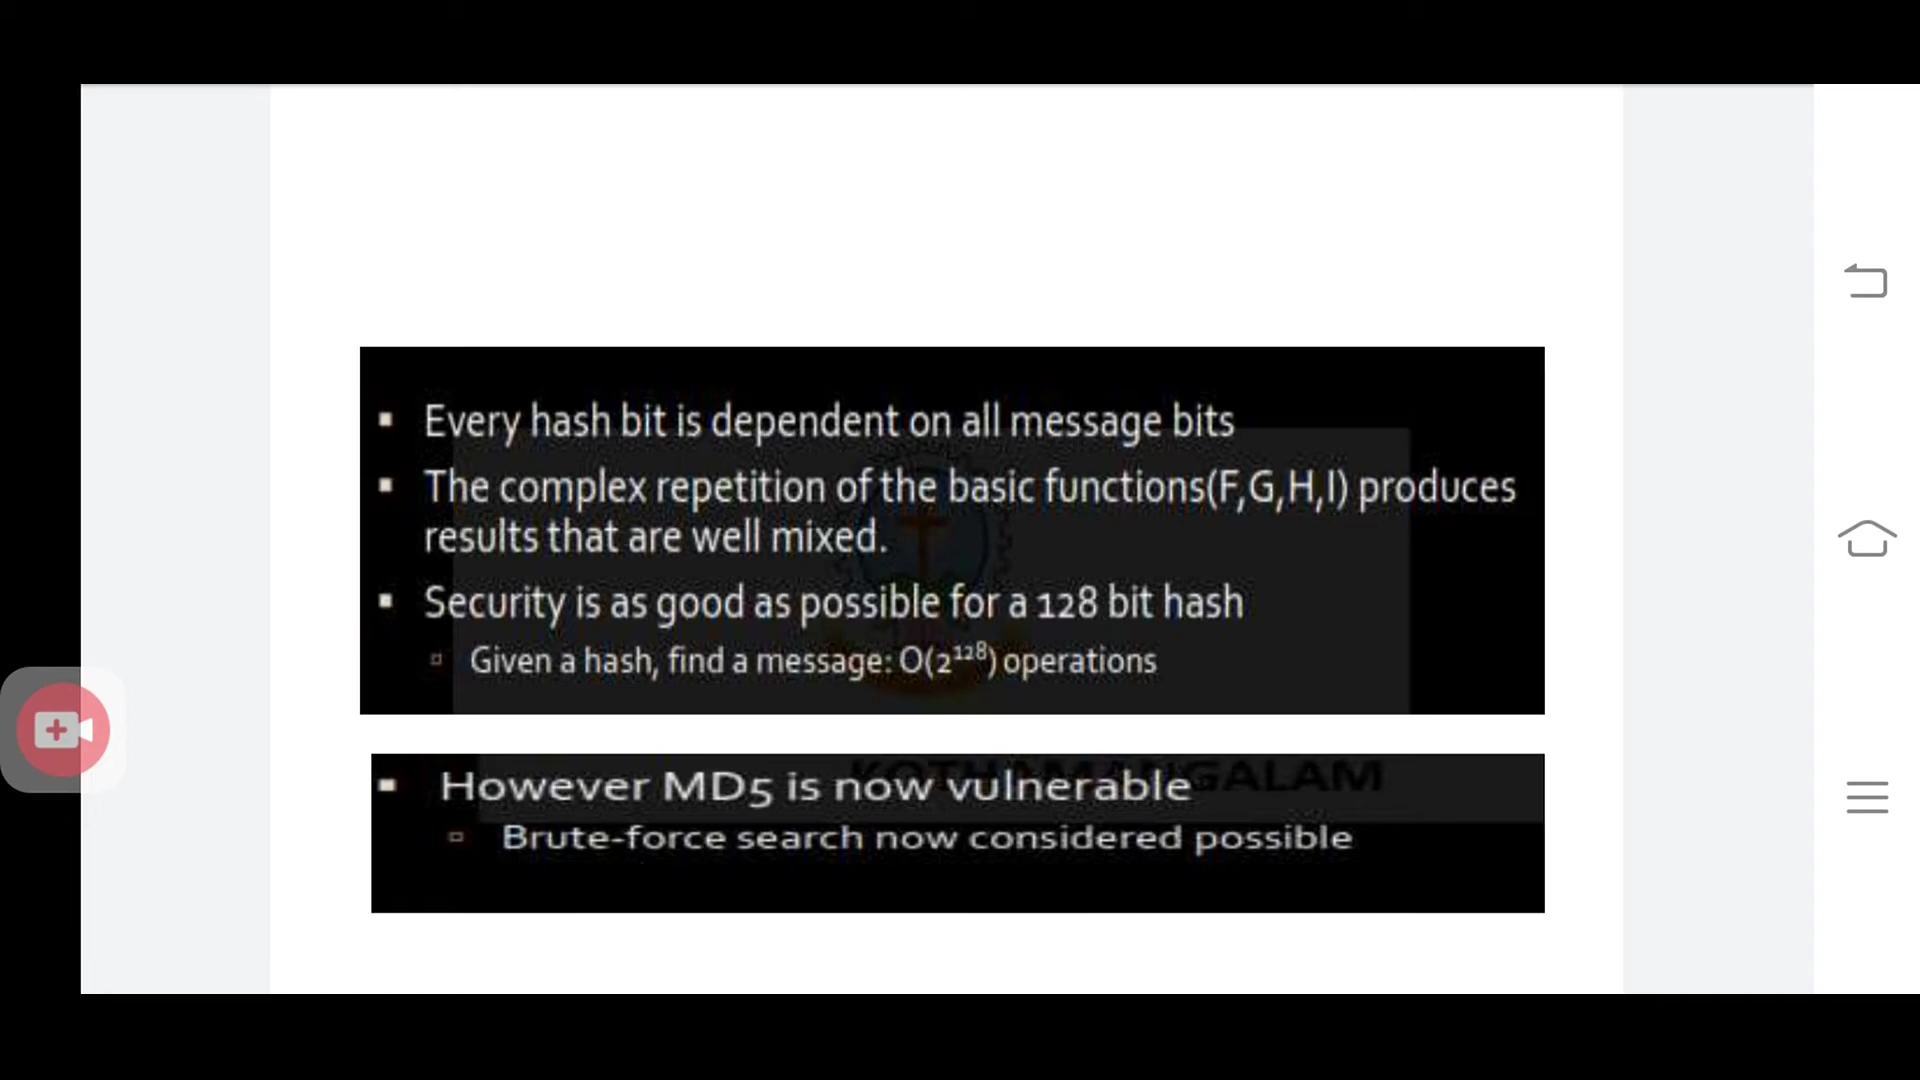 Every hash bit is dependent on all message bits
The complex repetition of the basic functions(F,G,H,I) produces
results that are well mixed.
Security is as good as possible for a 128 bit hash
Given a hash, find a message: O(2¹²⁸) operations
KOTHAMANGALAM
However MD5 is now vulnerable
Brute-force search now considered possible